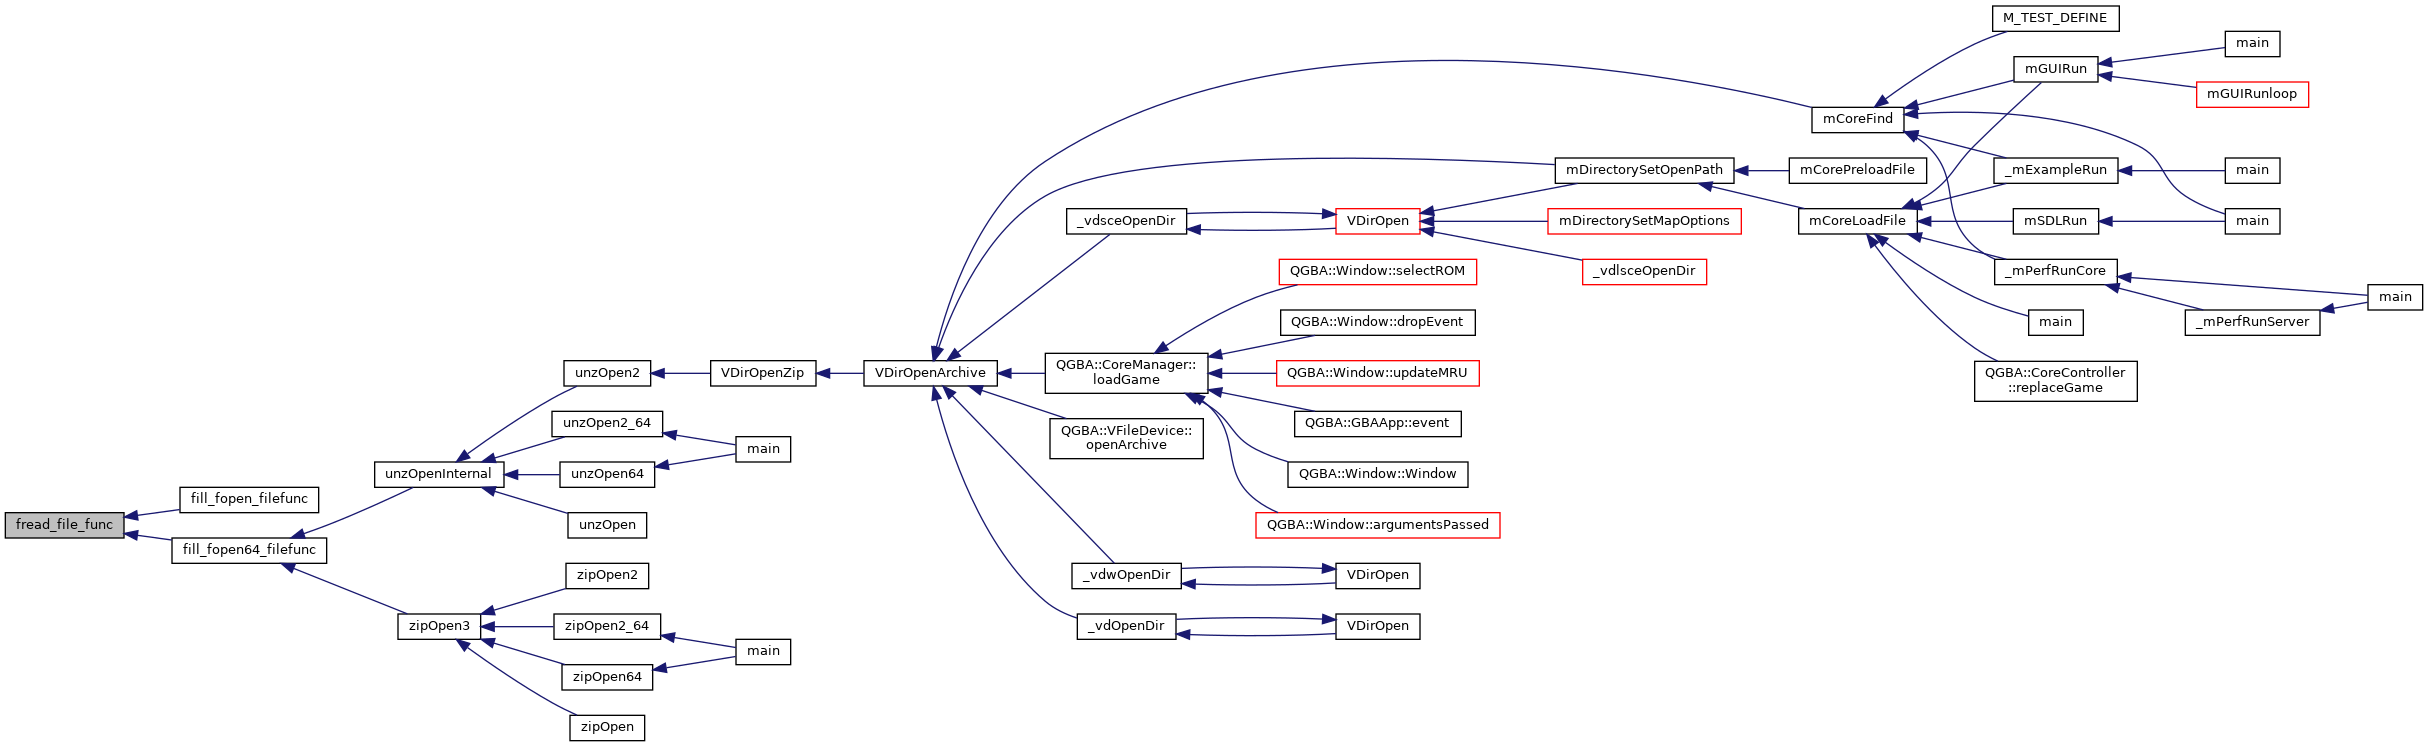 fread_file_func
fill_fopen_filefunc
fill_fopen64_filefunc
unzOpenInternal
zipOpen3
unzOpen2
unzOpen2_64
unzOpen64
unzOpen
zipOpen2
zipOpen2_64
zipOpen64
zipOpen
VDirOpenZip
main
main
VDirOpenArchive
_vdsceOpenDir
QGBA::CoreManager::
loadGame
QGBA::VFileDevice::
openArchive
_vdwOpenDir
_vdOpenDir
VDirOpen
QGBA::Window::selectROM
QGBA::Window::dropEvent
QGBA::Window::updateMRU
QGBA::GBAApp::event
QGBA::Window::Window
QGBA::Window::argumentsPassed
VDirOpen
VDirOpen
mDirectorySetOpenPath
mDirectorySetMapOptions
_vdlsceOpenDir
mCoreFind
mCorePreloadFile
mCoreLoadFile
M_TEST_DEFINE
mGUIRun
_mExampleRun
mSDLRun
_mPerfRunCore
main
QGBA::CoreController
::replaceGame
main
mGUIRunloop
main
main
_mPerfRunServer
main